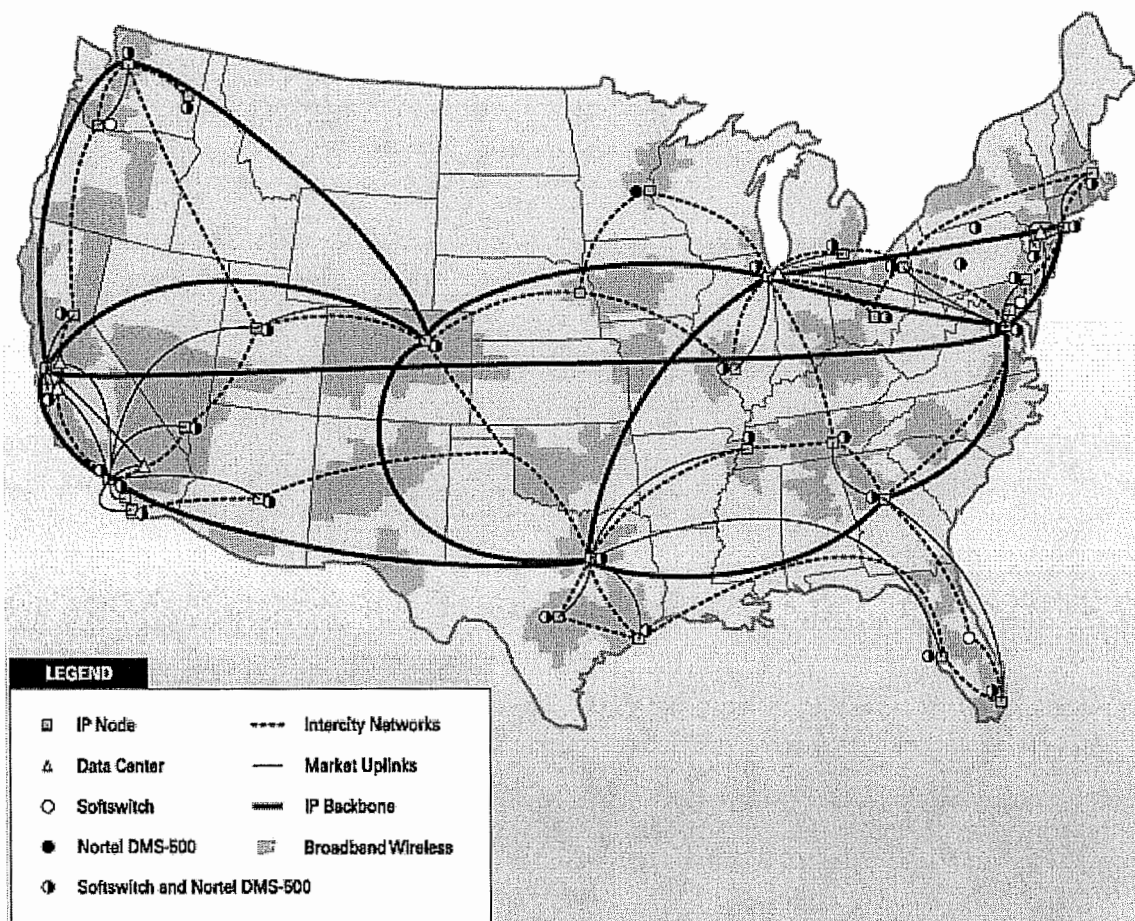 LEGEND
IP Node
Data Center
Softswitch
Nortel DMS-500
Softswitch and Nortel DMS-500
Intercity Networks
Market Uplinks
IP Backbone
Broadband Wireless